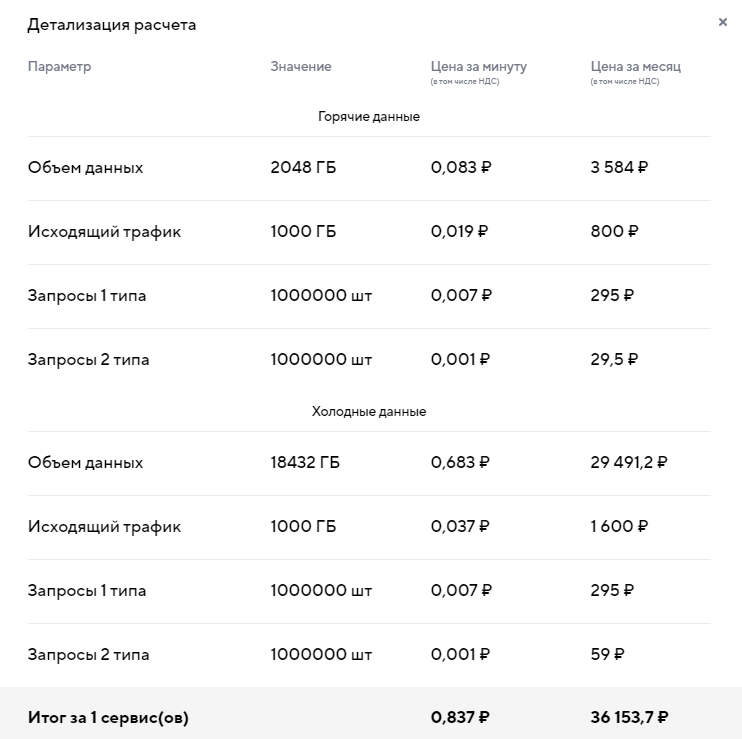 Детализация расчета ×
Параметр Значение Цена за минуту Цена за месяц
(в том числе НДС) (в том числе НДС)
Горячие данные
Объем данных 2048 ГБ 0,083 ₽ 3 584 ₽
Исходящий трафик 1000 ГБ 0,019 ₽ 800 ₽
Запросы 1 типа 1000000 шт 0,007 ₽ 295 ₽
Запросы 2 типа 1000000 шт 0,001 ₽ 29,5 ₽
Холодные данные
Объем данных 18432 ГБ 0,683 ₽ 29 491,2 ₽
Исходящий трафик 1000 ГБ 0,037 ₽ 1 600 ₽
Запросы 1 типа 1000000 шт 0,007 ₽ 295 ₽
Запросы 2 типа 1000000 шт 0,001 ₽ 59 ₽
Итог за 1 сервис(ов) 0,837 ₽ 36 153,7 ₽